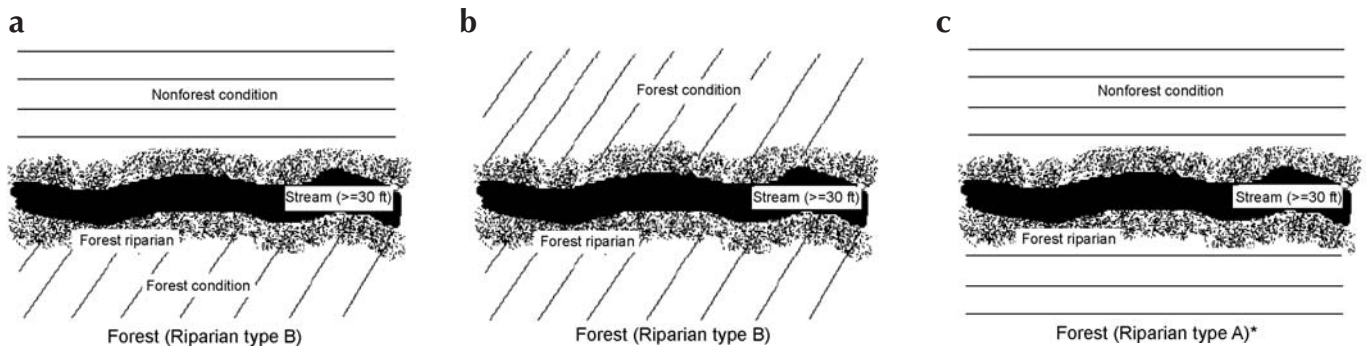 a
Nonforest condition
Stream (>=30 ft)
Forest riparian
Forest condition
Forest (Riparian type B)
b
Forest condition
Stream (>=30 ft)
Forest riparian
Forest (Riparian type B)
c
Nonforest condition
Stream (>=30 ft)
Forest riparian
Forest (Riparian type A)*